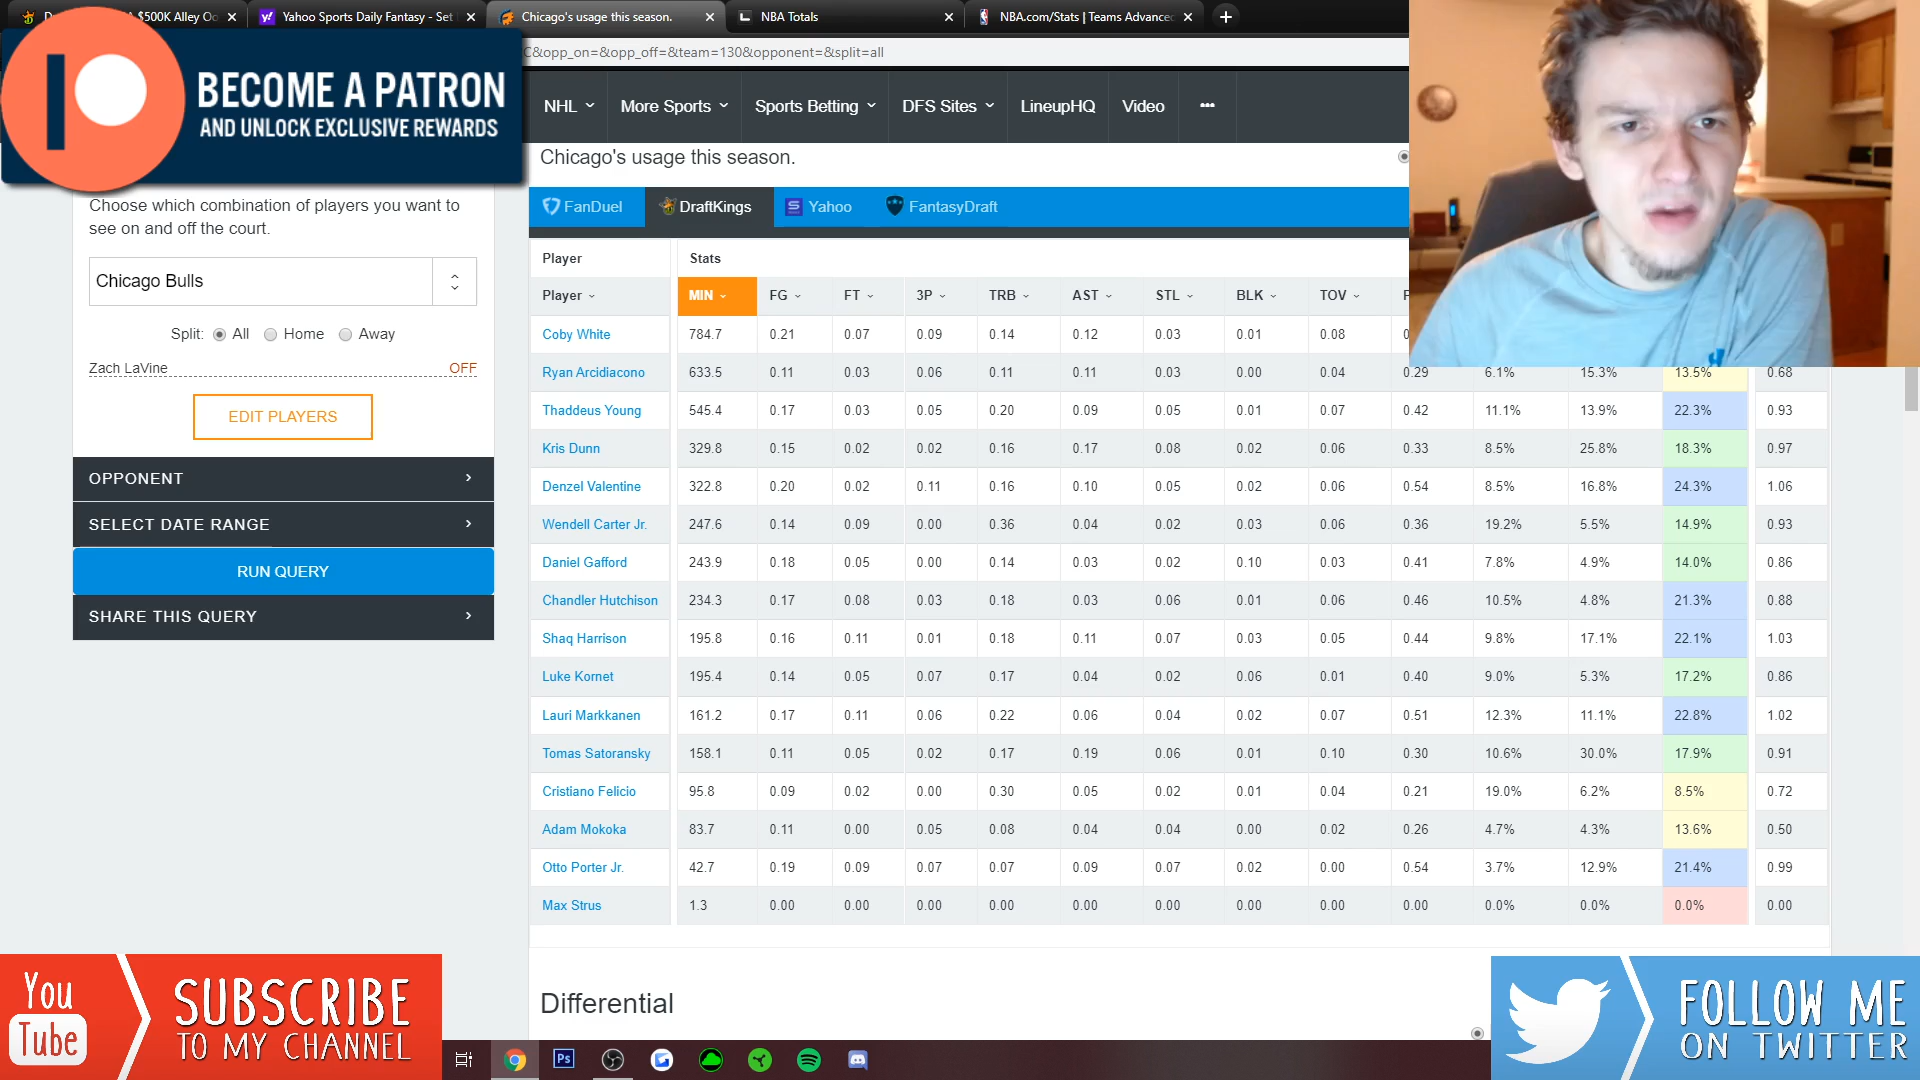 $500K Alley Oo
Yahoo Sports Daily Fantasy - Set
Chicago's usage this season.
NBA Totals
NBA.com/Stats | Teams Advanced
C&opp_on=&opp_off=&team=130&opponent=&split=all
BECOME A PATRON
AND UNLOCK EXCLUSIVE REWARDS
NHL More Sports Sports Betting DFS Sites LineupHQ Video •••
Chicago's usage this season.
Choose which combination of players you want to
see on and off the court.
Chicago Bulls
Split: All Home Away
Zach LaVine OFF
EDIT PLAYERS
OPPONENT
SELECT DATE RANGE
RUN QUERY
SHARE THIS QUERY
FanDuel DraftKings Yahoo FantasyDraft
Player Stats
Player MIN FG FT 3P TRB AST STL BLK TOV
Coby White 784.7 0.21 0.07 0.09 0.14 0.12 0.03 0.01 0.08
Ryan Arcidiacono 633.5 0.11 0.03 0.06 0.11 0.11 0.03 0.00 0.04 0.29 6.1% 15.3% 13.5% 0.68
Thaddeus Young 545.4 0.17 0.03 0.05 0.20 0.09 0.05 0.01 0.07 0.42 11.1% 13.9% 22.3% 0.93
Kris Dunn 329.8 0.15 0.02 0.02 0.16 0.17 0.08 0.02 0.06 0.33 8.5% 25.8% 18.3% 0.97
Denzel Valentine 322.8 0.20 0.02 0.11 0.16 0.10 0.05 0.02 0.06 0.54 8.5% 16.8% 24.3% 1.06
Wendell Carter Jr. 247.6 0.14 0.09 0.00 0.36 0.04 0.02 0.03 0.06 0.36 19.2% 5.5% 14.9% 0.93
Daniel Gafford 243.9 0.18 0.05 0.00 0.14 0.03 0.02 0.10 0.03 0.41 7.8% 4.9% 14.0% 0.86
Chandler Hutchison 234.3 0.17 0.08 0.03 0.18 0.03 0.06 0.01 0.06 0.46 10.5% 4.8% 21.3% 0.88
Shaq Harrison 195.8 0.16 0.11 0.01 0.18 0.11 0.07 0.03 0.05 0.44 9.8% 17.1% 22.1% 1.03
Luke Kornet 195.4 0.14 0.05 0.07 0.17 0.04 0.02 0.06 0.01 0.40 9.0% 5.3% 17.2% 0.86
Lauri Markkanen 161.2 0.17 0.11 0.06 0.22 0.06 0.04 0.02 0.07 0.51 12.3% 11.1% 22.8% 1.02
Tomas Satoransky 158.1 0.11 0.05 0.02 0.17 0.19 0.06 0.01 0.10 0.30 10.6% 30.0% 17.9% 0.91
Cristiano Felicio 95.8 0.09 0.02 0.00 0.30 0.05 0.02 0.01 0.04 0.21 19.0% 6.2% 8.5% 0.72
Adam Mokoka 83.7 0.11 0.00 0.05 0.08 0.04 0.04 0.00 0.02 0.26 4.7% 4.3% 13.6% 0.50
Otto Porter Jr. 42.7 0.19 0.09 0.07 0.07 0.09 0.07 0.02 0.00 0.54 3.7% 12.9% 21.4% 0.99
Max Strus 1.3 0.00 0.00 0.00 0.00 0.00 0.00 0.00 0.00 0.00 0.0% 0.0% 0.0% 0.00
Differential
You
Tube
SUBSCRIBE
TO MY CHANNEL
Ps
FOLLOW ME
ON TWITTER